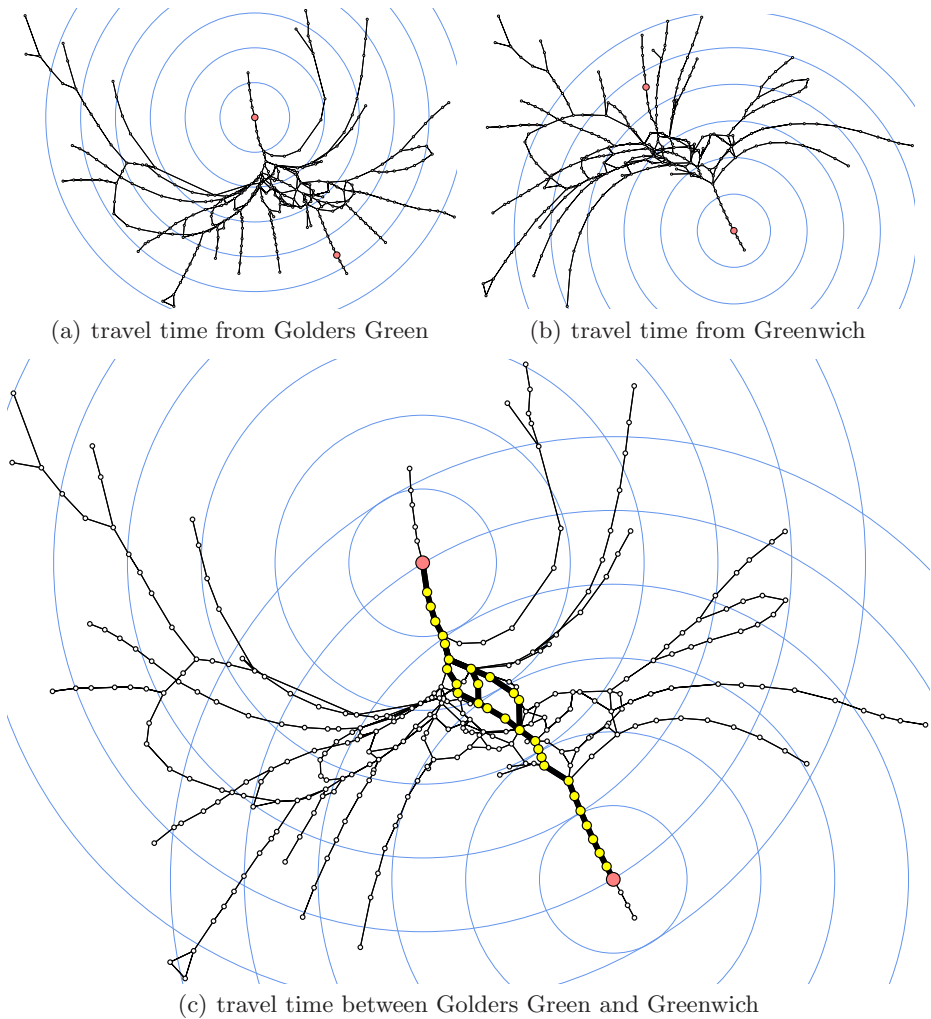 (a) travel time from Golders Green
(b) travel time from Greenwich
(c) travel time between Golders Green and Greenwich